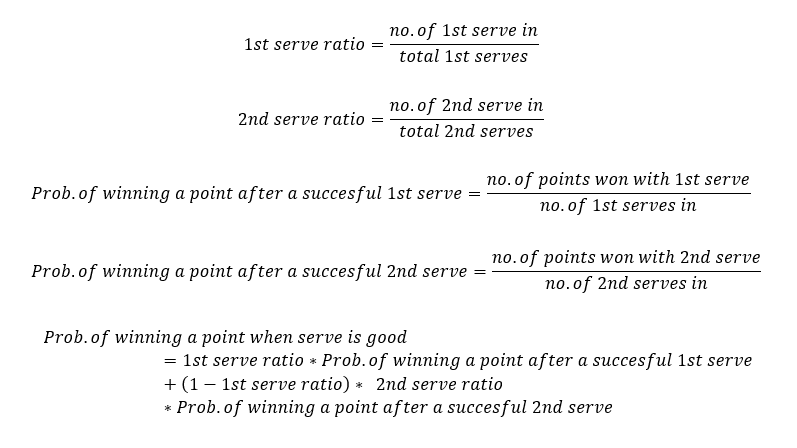 1st serve ratio = no. of 1st serve in / total 1st serves
2nd serve ratio = no. of 2nd serve in / total 2nd serves
Prob. of winning a point after a succesful 1st serve = no. of points won with 1st serve / no. of 1st serves in
Prob. of winning a point after a succesful 2nd serve = no. of points won with 2nd serve / no. of 2nd serves in
Prob. of winning a point when serve is good
= 1st serve ratio * Prob. of winning a point after a succesful 1st serve
+ (1 − 1st serve ratio) * 2nd serve ratio
* Prob. of winning a point after a succesful 2nd serve